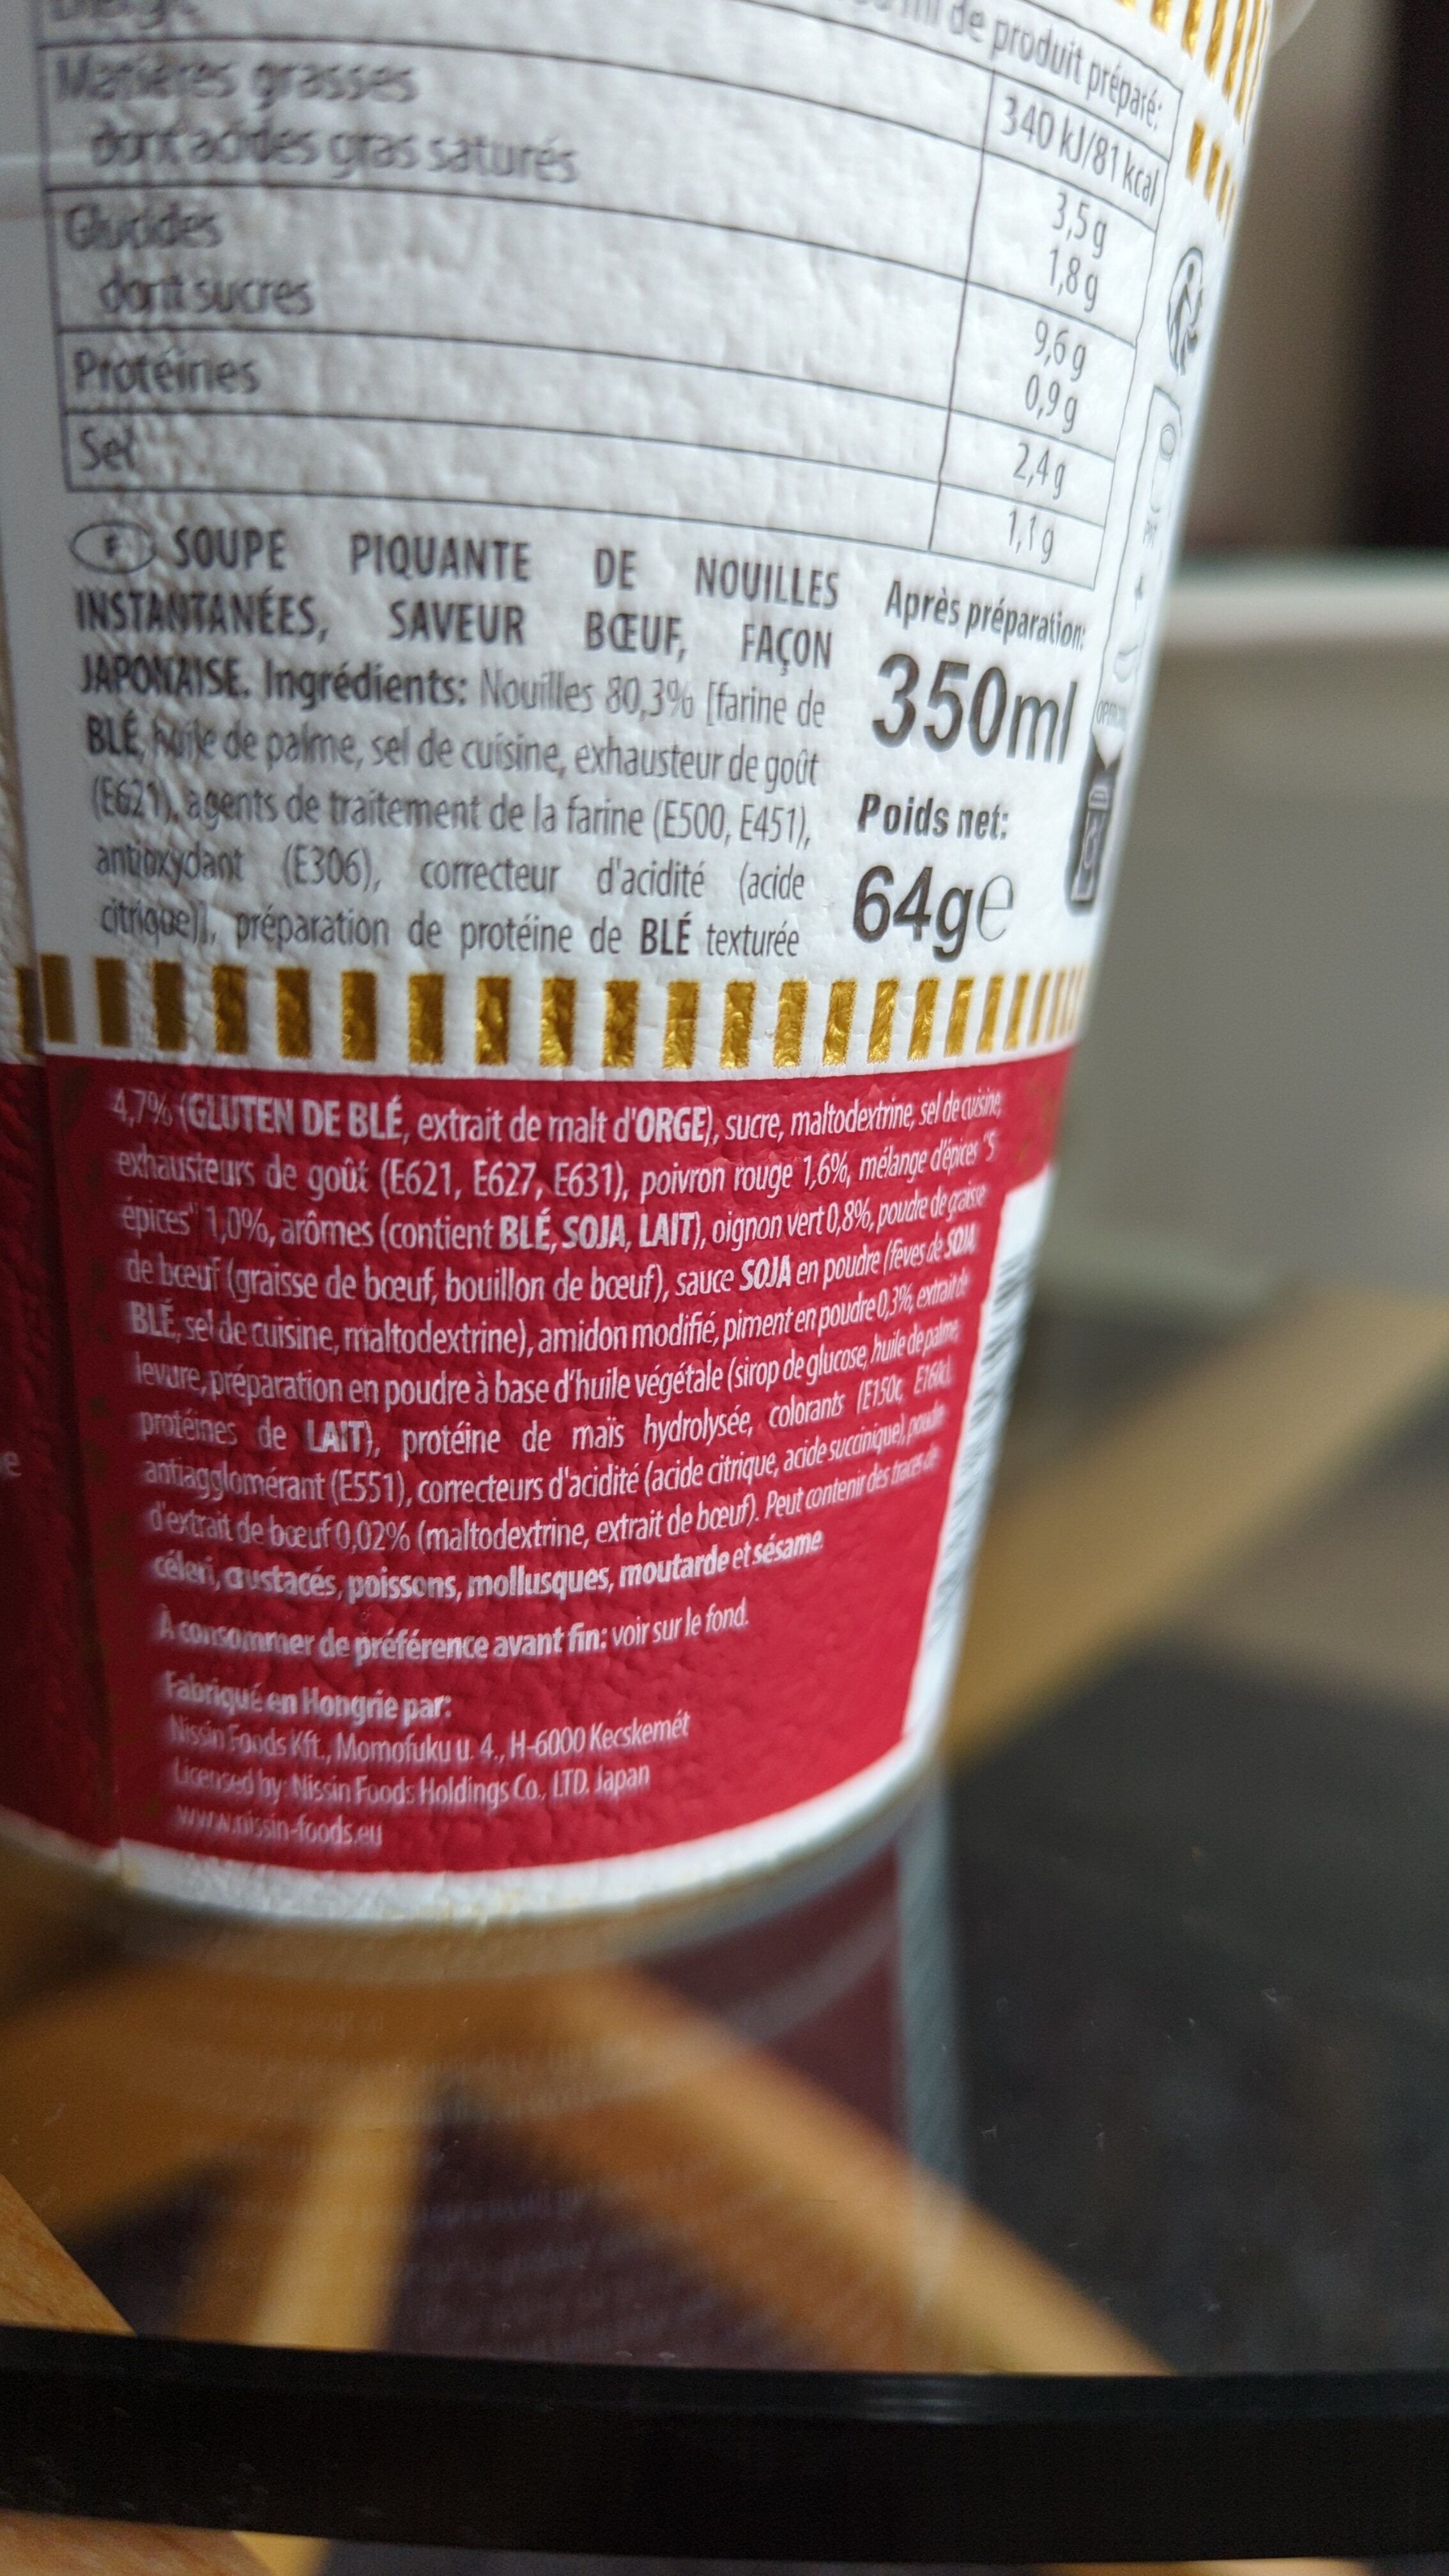 de produit préparé:
340 kJ/81 kcal
Matières grasses 3,5 g
dont acides gras saturés 1,8 g
Glucides 9,6 g
dont sucres 0,9 g
Protéines 2,4 g
Sel 1,1 g
F SOUPE PIQUANTE DE NOUILLES
INSTANTANÉES, SAVEUR BŒUF, FAÇON
JAPONAISE. Ingrédients: Nouilles 80,3% [farine de
BLÉ, huile de palme, sel de cuisine, exhausteur de goût
(E621), agents de traitement de la farine (E500, E451),
antioxydant (E306), correcteur d'acidité (acide
citrique)], préparation de protéine de BLÉ texturée
Après préparation:
350ml
Poids net:
64g℮
4,7% (GLUTEN DE BLÉ, extrait de malt d'ORGE), sucre, maltodextrine, sel de cuisine,
exhausteurs de goût (E621, E627, E631), poivron rouge 1,6%, mélange d'épices "5
épices" 1,0%, arômes (contient BLÉ, SOJA, LAIT), oignon vert 0,8%, poudre de graisse
de bœuf (graisse de bœuf, bouillon de bœuf), sauce SOJA en poudre (fèves de SOJA,
BLÉ, sel de cuisine, maltodextrine), amidon modifié, piment en poudre 0,3%, extrait de
levure, préparation en poudre à base d'huile végétale (sirop de glucose, huile de palme,
protéines de LAIT), protéine de maïs hydrolysée, colorants (E150c, E160c),
antiagglomérant (E551), correcteurs d'acidité (acide citrique, acide succinique), poudre
d'extrait de bœuf 0,02% (maltodextrine, extrait de bœuf). Peut contenir des traces de
céleri, crustacés, poissons, mollusques, moutarde et sésame.
À consommer de préférence avant fin: voir sur le fond.
Fabriqué en Hongrie par:
Nissin Foods Kft., Momofuku u. 4., H-6000 Kecskemét
Licensed by: Nissin Foods Holdings Co., LTD. Japan
www.nissin-foods.eu